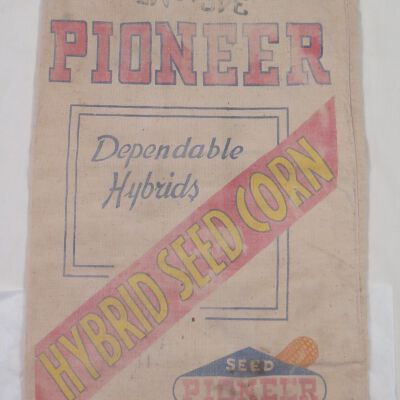 PIONEER
Dependable
Hybrids
HYBRID SEED CORN
SEED
PIONEER